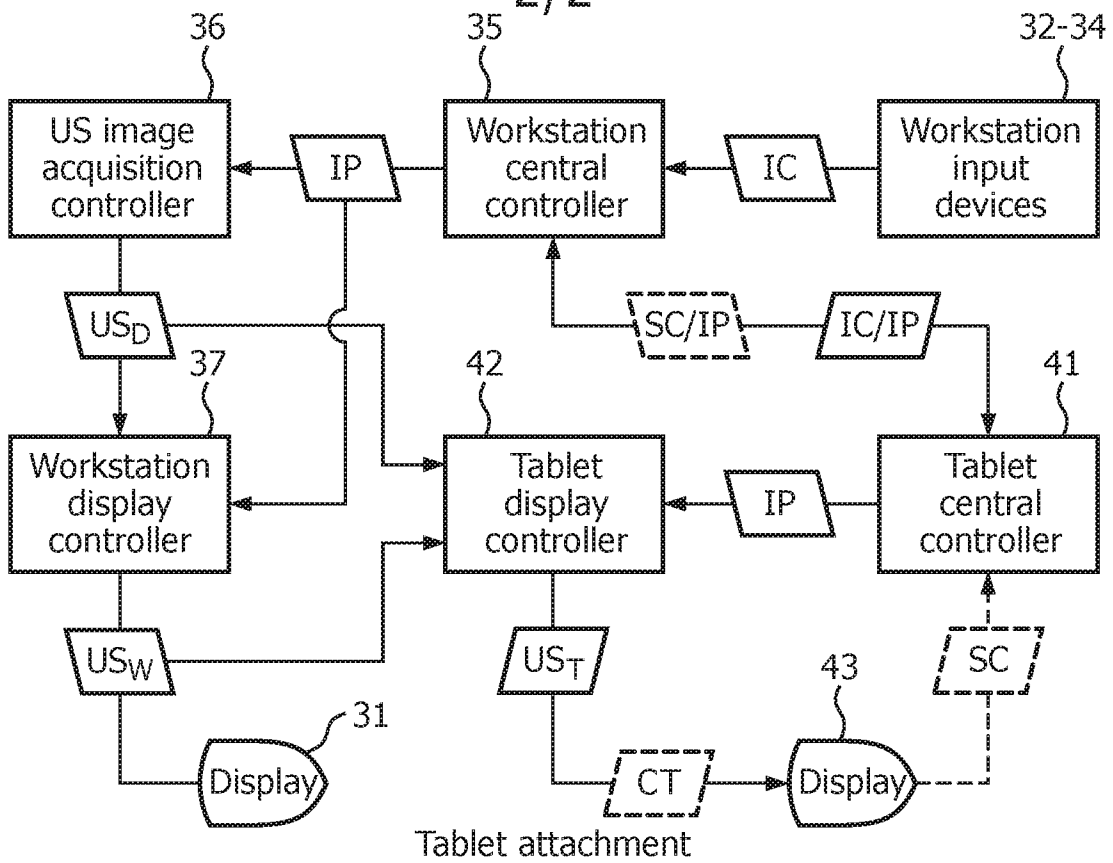 2/2
36
35
32-34
US image
acquisition
controller
IP
Workstation
central
controller
IC
Workstation
input
devices
USD
SC/IP
IC/IP
37
42
41
Workstation
display
controller
Tablet
display
controller
IP
Tablet
central
controller
USW
UST
SC
31
43
Display
CT
Display
Tablet attachment